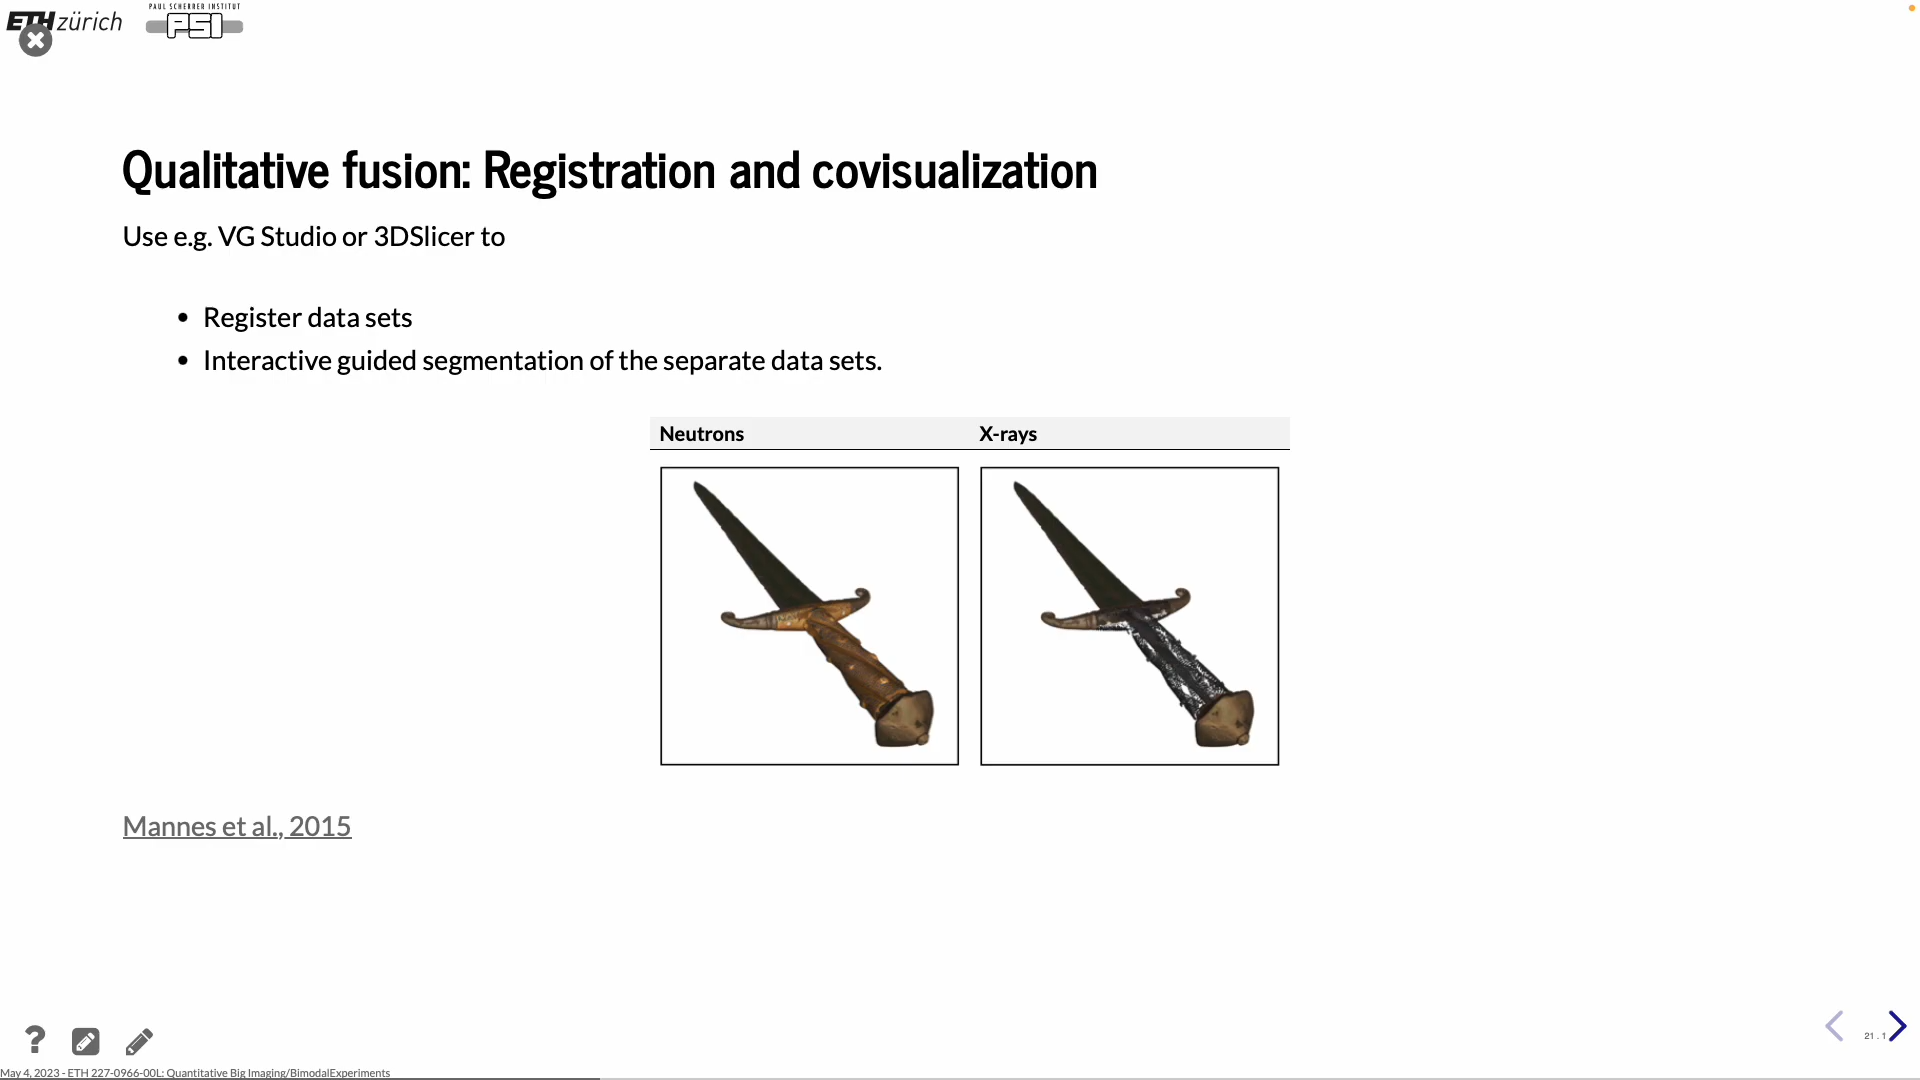 ETH zürich
PAUL SCHERRER INSTITUT
PSI
Qualitative fusion: Registration and covisualization
Use e.g. VG Studio or 3DSlicer to
• Register data sets
• Interactive guided segmentation of the separate data sets.
Neutrons X-rays
Mannes et al., 2015
21 . 1
May 4, 2023 - ETH 227-0966-00L: Quantitative Big Imaging/BimodalExperiments